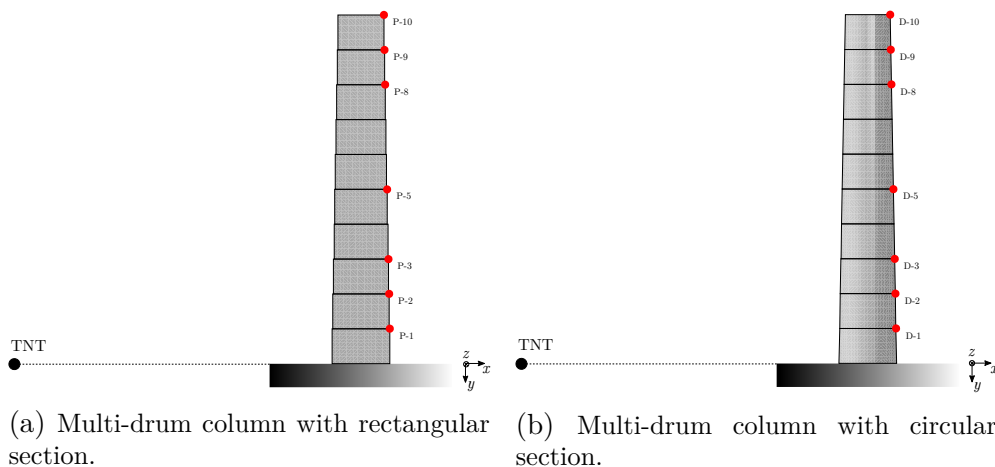 P-10
P-9
P-8
P-5
P-3
P-2
P-1
TNT
z
x
y
(a) Multi-drum column with rectangular
section.
D-10
D-9
D-8
D-5
D-3
D-2
D-1
TNT
z
x
y
(b) Multi-drum column with circular
section.